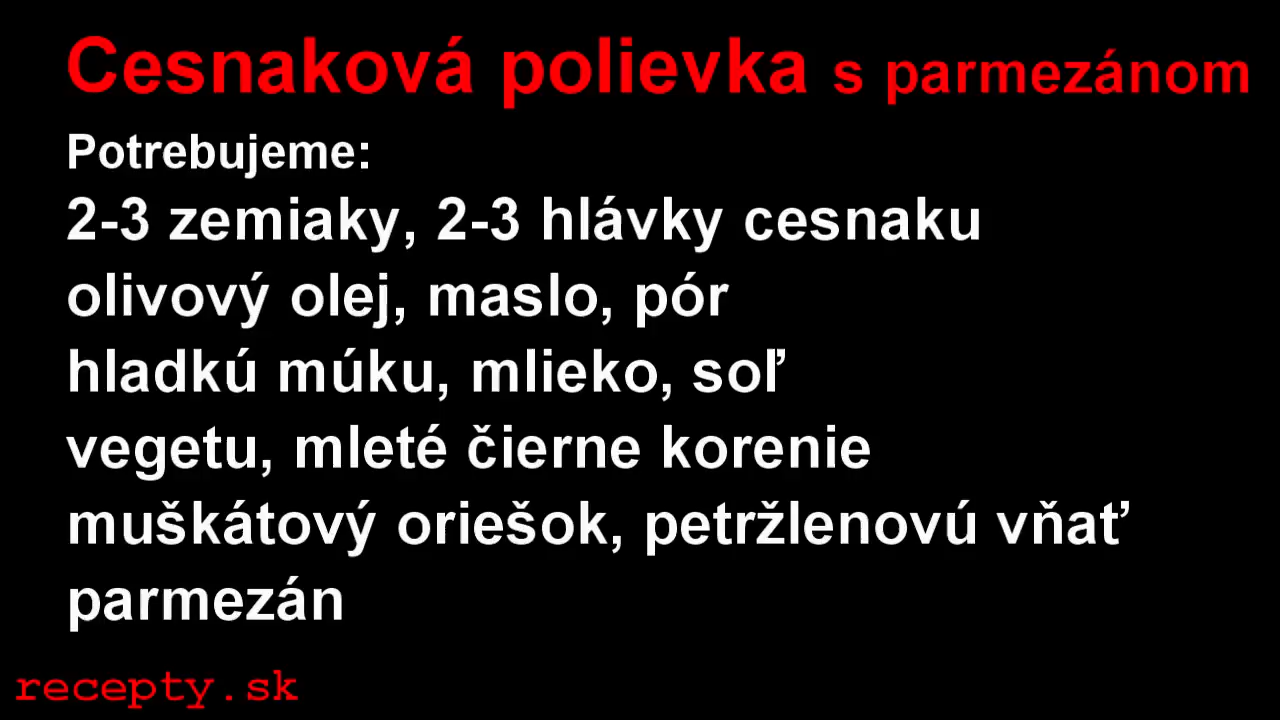 Cesnaková polievka s parmezánom
Potrebujeme:
2-3 zemiaky, 2-3 hlávky cesnaku
olivový olej, maslo, pór
hladkú múku, mlieko, soľ
vegetu, mleté čierne korenie
muškátový oriešok, petržlenovú vňať
parmezán
recepty.sk